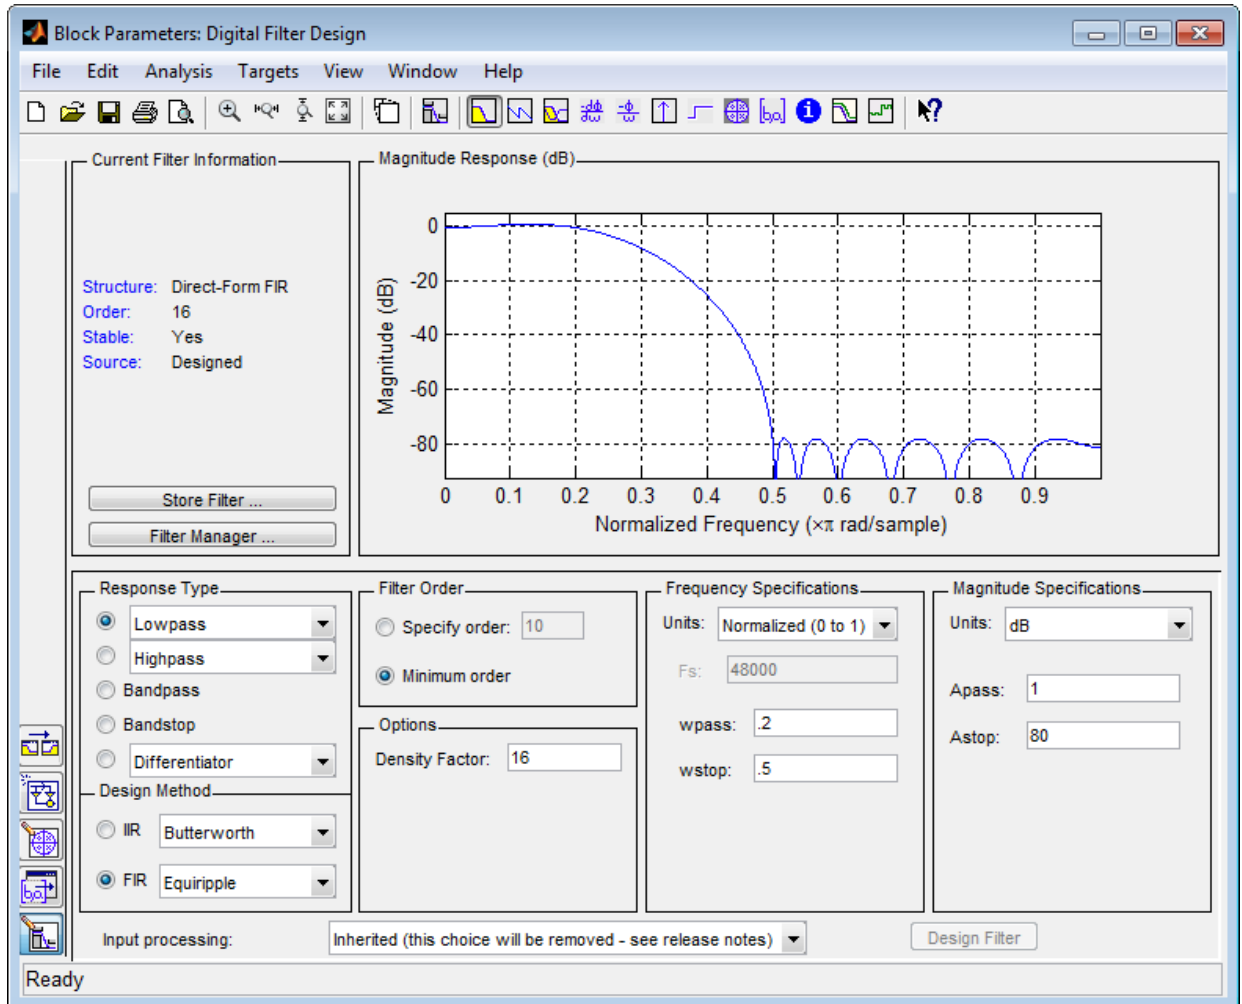 Block Parameters: Digital Filter Design
File Edit Analysis Targets View Window Help
Current Filter Information
Structure: Direct-Form FIR
Order: 16
Stable: Yes
Source: Designed
Store Filter ...
Filter Manager ...
Magnitude Response (dB)
Magnitude (dB)
0
-20
-40
-60
-80
0 0.1 0.2 0.3 0.4 0.5 0.6 0.7 0.8 0.9
Normalized Frequency (×π rad/sample)
Response Type
Lowpass
Highpass
Bandpass
Bandstop
Differentiator
Design Method
IIR Butterworth
FIR Equiripple
Filter Order
Specify order: 10
Minimum order
Options
Density Factor: 16
Frequency Specifications
Units: Normalized (0 to 1)
Fs: 48000
wpass: .2
wstop: .5
Magnitude Specifications
Units: dB
Apass: 1
Astop: 80
Input processing: Inherited (this choice will be removed - see release notes)
Design Filter
Ready